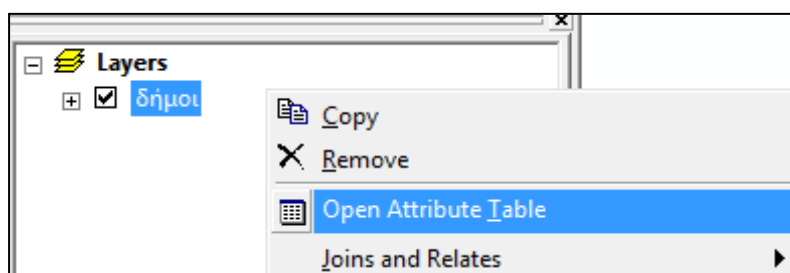 Layers
δήμοι
Copy
Remove
Open Attribute Table
Joins and Relates